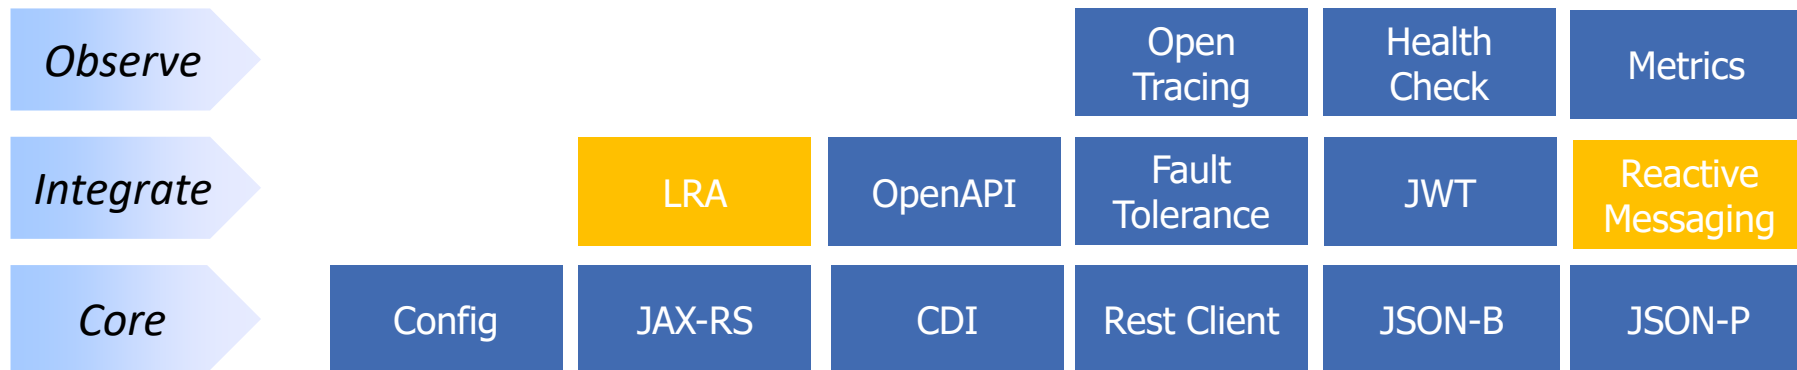 Observe
Open
Tracing
Health
Check
Metrics
Integrate
LRA
OpenAPI
Fault
Tolerance
JWT
Reactive
Messaging
Core
Config
JAX-RS
CDI
Rest Client
JSON-B
JSON-P